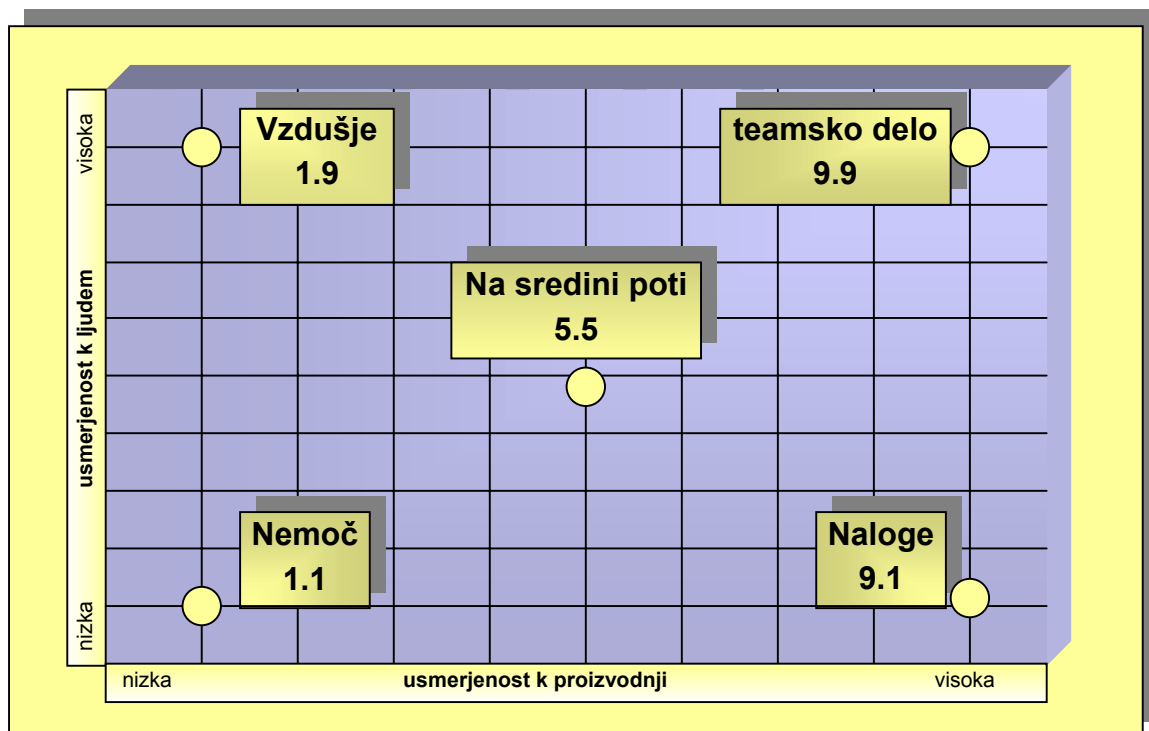 visoka
usmerjenost k ljudem
nizka
Vzdušje
1.9
teamsko delo
9.9
Na sredini poti
5.5
Nemoč
1.1
Naloge
9.1
nizka
usmerjenost k proizvodnji
visoka